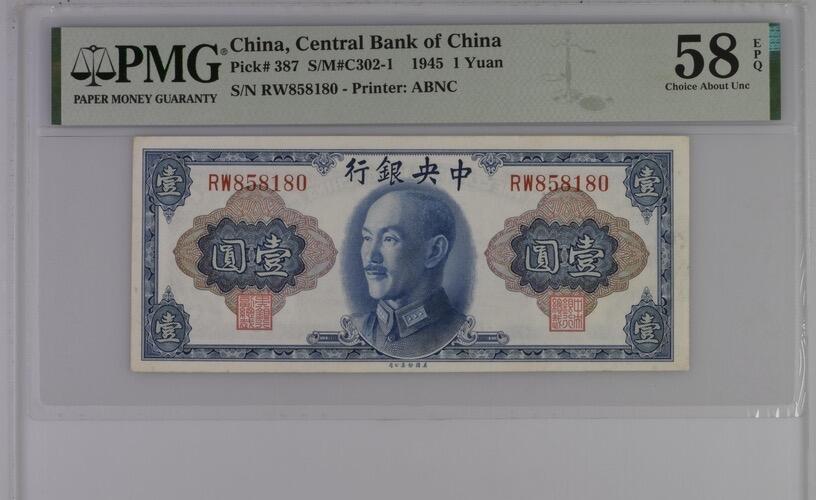 PMG®
PAPER MONEY GUARANTY
China, Central Bank of China
Pick# 387 S/M#C302-1 1945 1 Yuan
S/N RW858180 - Printer: ABNC
58
EPQ
Choice About Unc
行銀央中
壹
壹
RW858180
RW858180
圓壹
圓壹
壹
壹